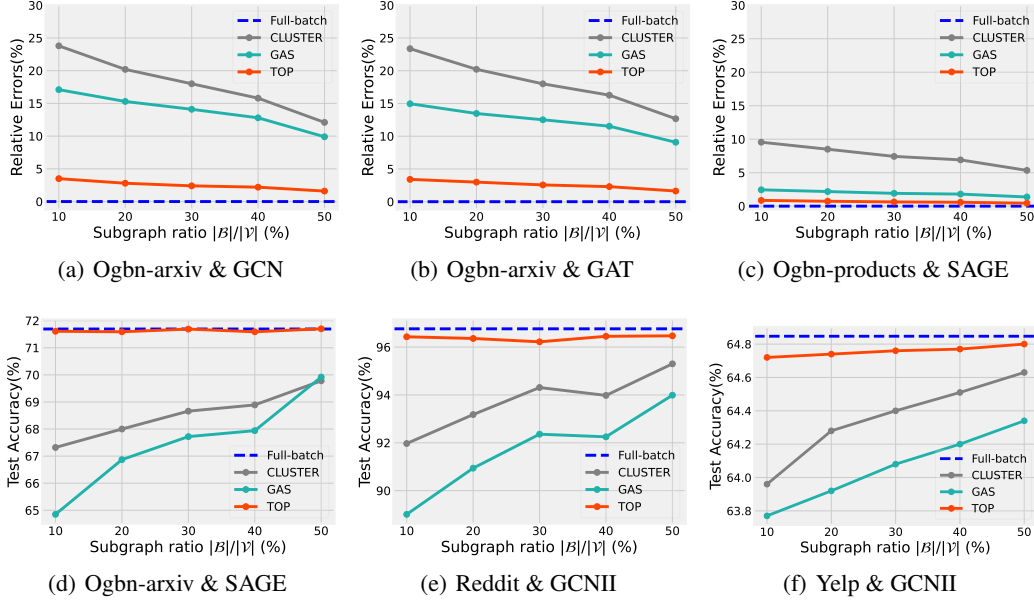 30
25
20
15
10
5
0
Relative Errors(%)
Full-batch
CLUSTER
GAS
TOP
10 20 30 40 50
Subgraph ratio |ℬ|/|𝒱| (%)
(a) Ogbn-arxiv & GCN
30
25
20
15
10
5
0
Relative Errors(%)
Full-batch
CLUSTER
GAS
TOP
10 20 30 40 50
Subgraph ratio |ℬ|/|𝒱| (%)
(b) Ogbn-arxiv & GAT
30
25
20
15
10
5
0
Relative Errors(%)
Full-batch
CLUSTER
GAS
TOP
10 20 30 40 50
Subgraph ratio |ℬ|/|𝒱| (%)
(c) Ogbn-products & SAGE
72
71
70
69
68
67
66
65
Test Accuracy(%)
Full-batch
CLUSTER
GAS
TOP
10 20 30 40 50
Subgraph ratio |ℬ|/|𝒱| (%)
(d) Ogbn-arxiv & SAGE
96
94
92
90
Test Accuracy(%)
Full-batch
CLUSTER
GAS
TOP
10 20 30 40 50
Subgraph ratio |ℬ|/|𝒱| (%)
(e) Reddit & GCNII
64.8
64.6
64.4
64.2
64.0
63.8
Test Accuracy(%)
Full-batch
CLUSTER
GAS
TOP
10 20 30 40 50
Subgraph ratio |ℬ|/|𝒱| (%)
(f) Yelp & GCNII